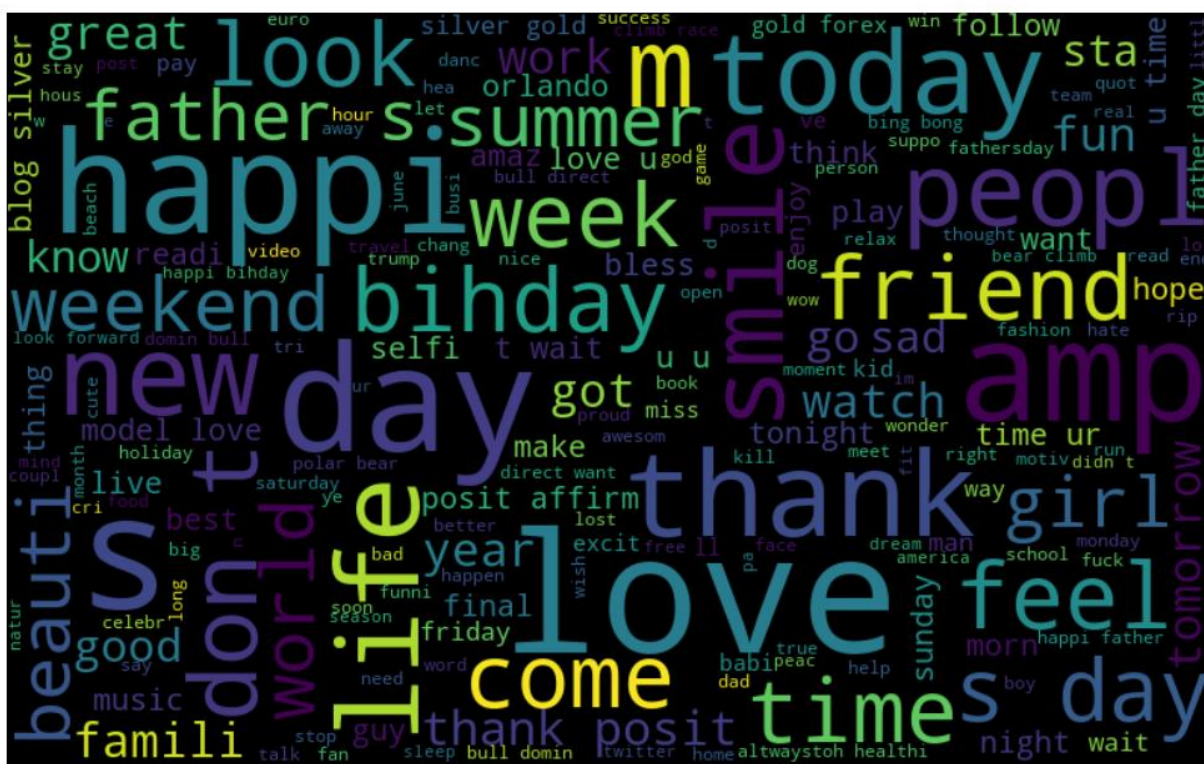 great
look
silver gold
success
climb race
work
m
today
gold forex
win
follow
sta
u time
day littl
euro
stay
post
pay
danc
hea
let
orlando
quot
team
real
hous
w
e
father s
hour
away
summer
t
ve
bing bong
fun
blog silver
happi
amaz
love u
god
game
think
suppo
fathersday
father day
bull direct
person
peopl
beach
june
busi
week
smile
enjoy
play
know
readi
video
travel
chang
trump
nice
d
posit
relax
thought
want
happi bihday
bless
dog
bear climb
read
weekend
bihday
open
wow
friend
hope
rip
look forward
domin bull
tri
selfi
t wait
u u
go
sad
fashion
hate
new
day
cute
ur
got
book
miss
moment
kid
im
amp
thing
model love
proud
watch
make
awesom
tonight
wonder
time ur
holiday
polar bear
direct want
kill
meet
fit
right
run
motiv
didn t
mind
coupl
month
live
saturday
ye
posit affirm
thank
way
girl
tomorrow
cri
food
beauti
s
don t
world
life
best
n
better
lost
big
bad
year
excit
free
ll
face
pa
dream
man
america
school
monday
fuck
funni
happen
wish
love
feel
natur
celebr
long
soon
season
final
good
friday
sunday
morn
happi father
say
need
word
come
babi
true
peac
help
time
s day
boy
music
guy
dad
famili
thank posit
night
wait
talk
stop
fan
sleep
bull domin
twitter
home
altwaystoh healthi